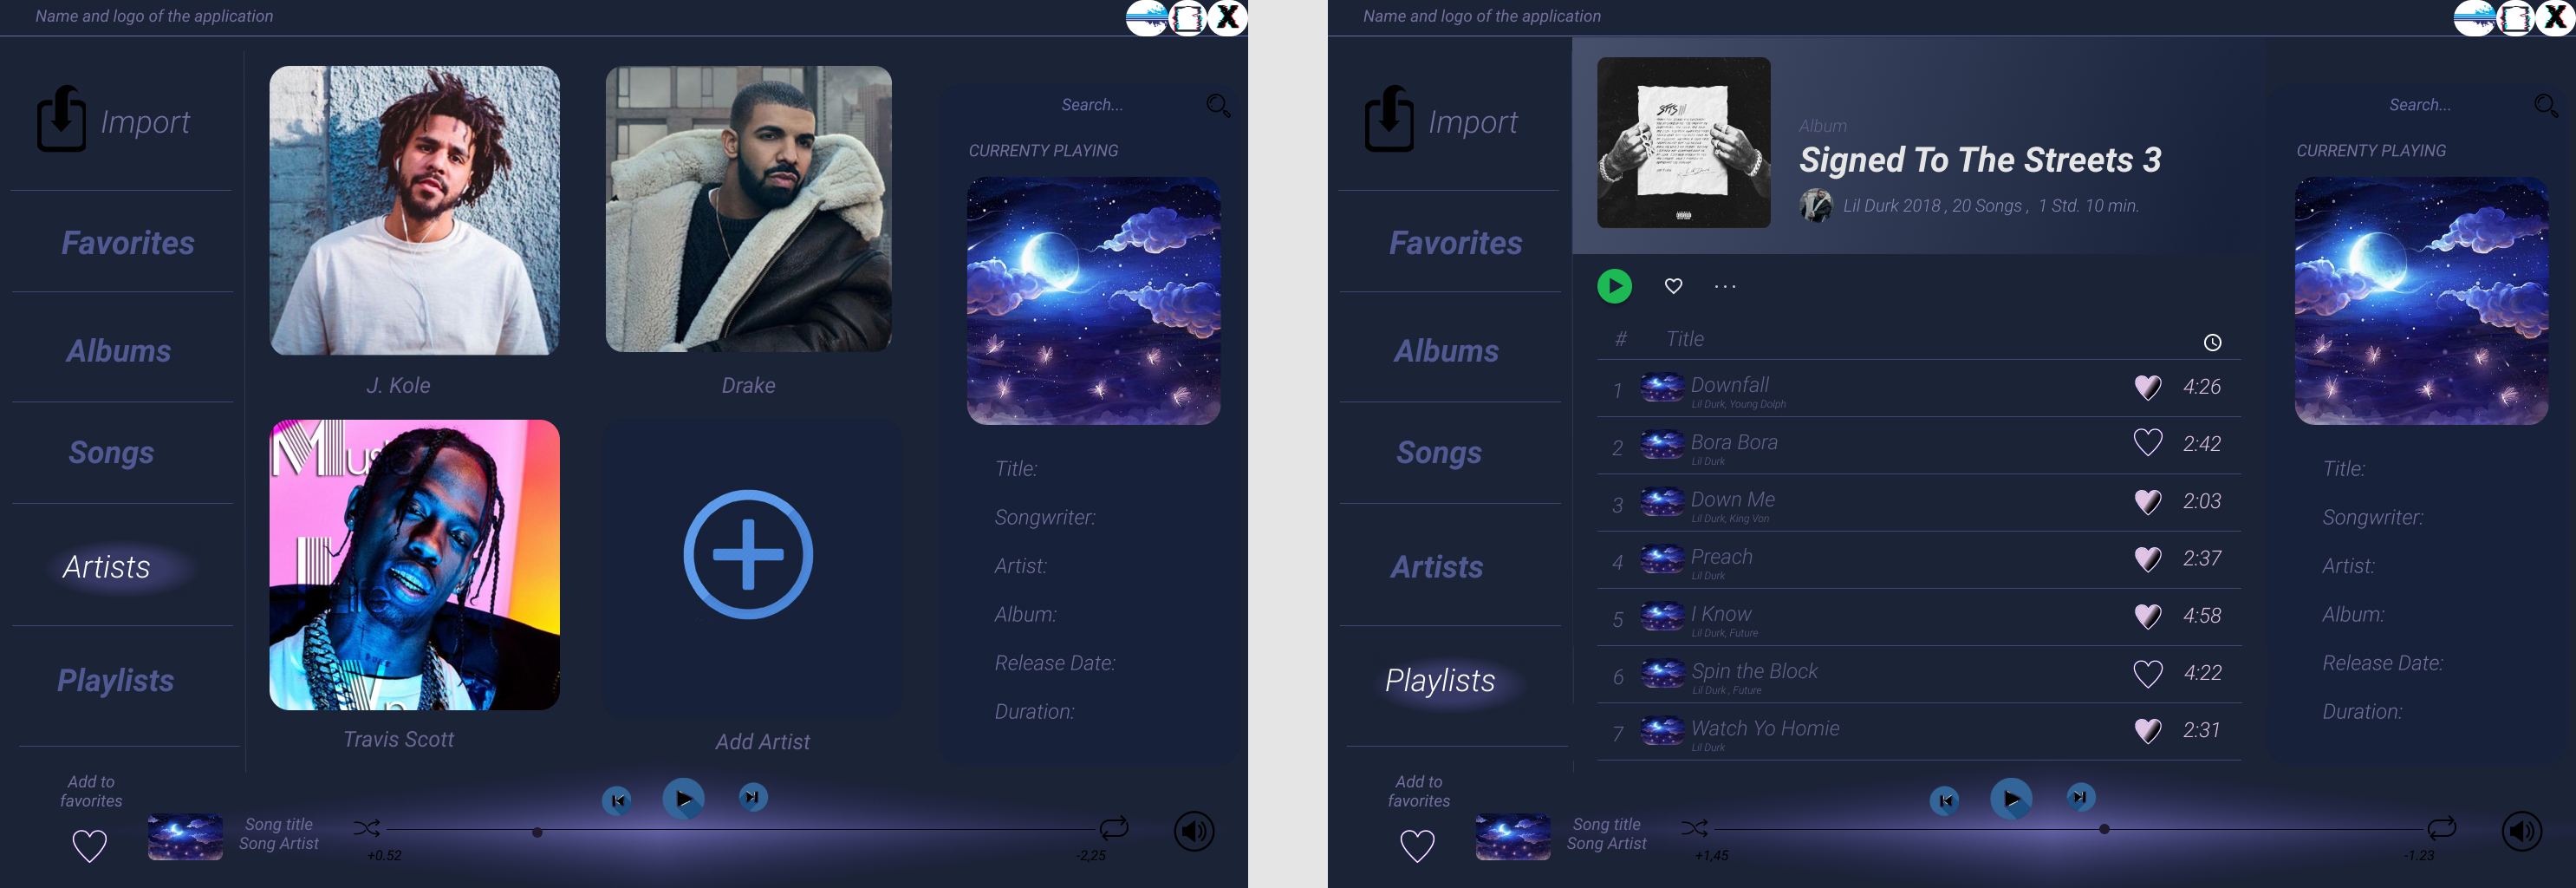 Name and logo of the application
X
Import
Favorites
Albums
Songs
Artists
Playlists
J. Kole
Drake
Mus
Travis Scott
Add Artist
Search...
CURRENTY PLAYING
Title:
Songwriter:
Artist:
Album:
Release Date:
Duration:
Add to
favorites
Song title
Song Artist
+0.52
-2,25
Name and logo of the application
X
Import
Favorites
Albums
Songs
Artists
Playlists
STTS
Album
Signed To The Streets 3
Lil Durk 2018 , 20 Songs , 1 Std. 10 min.
# Title
1 Downfall 4:26
Lil Durk, Young Dolph
2 Bora Bora 2:42
Lil Durk
3 Down Me 2:03
Lil Durk, King Von
4 Preach 2:37
Lil Durk
5 I Know 4:58
Lil Durk, Future
6 Spin the Block 4:22
Lil Durk , Future
7 Watch Yo Homie 2:31
Lil Durk
Search...
CURRENTY PLAYING
Title:
Songwriter:
Artist:
Album:
Release Date:
Duration:
Add to
favorites
Song title
Song Artist
+1,45
-1.23